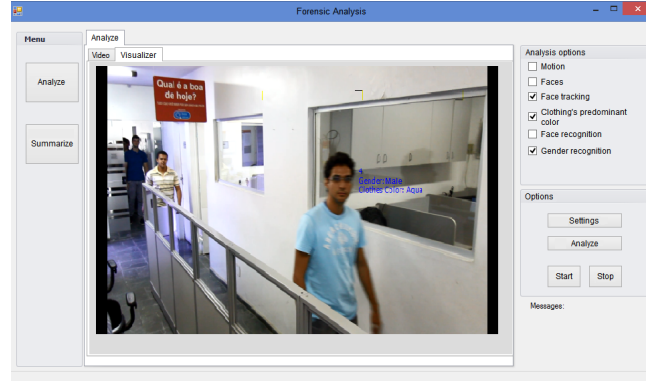 Forensic Analysis
Menu
Analyze
Summarize
Analyze
Video Visualizer
Qual é a boa
de hoje?
Gender: Male
Clothes Color: Aqua
Analysis options
Motion
Faces
Face tracking
Clothing's predominant
color
Face recognition
Gender recognition
Options
Settings
Analyze
Start Stop
Messages: